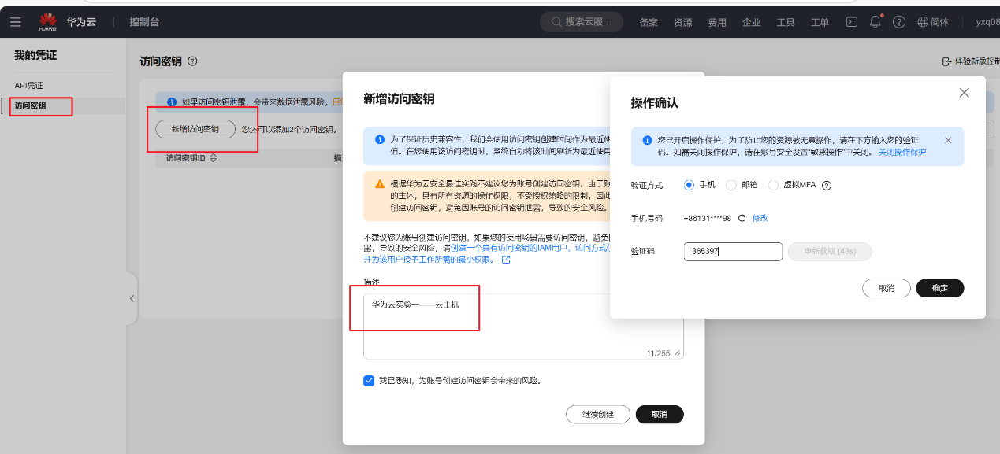 HUAWEI
华为云
控制台
搜索云服...
备案
资源
费用
企业
工具
工单
简体
yxq08
我的凭证
API凭证
访问密钥
访问密钥
体验新版控制
如果访问密钥泄露，会带来数据泄露风险，且
新增访问密钥
您还可以添加2个访问密钥。
访问密钥ID
描
新增访问密钥
为了保证历史兼容性，我们会使用访问密钥创建时间作为最近使
值。在您使用该访问密钥时，系统自动将该时间刷新为最近使用
根据华为云安全最佳实践不建议您为账号创建访问密钥。由于账
的主体，具有所有资源的操作权限，不受授权策略的限制，因此
创建访问密钥，避免因账号的访问密钥泄露，导致的安全风险。
不建议您为账号创建访问密钥，如果您的使用场景需要访问密钥，避免
露，导致的安全风险，请创建一个具有访问密钥的IAM用户，访问方式仅
并为该用户授予工作所需的最小权限。
描述
华为云实验一——云主机
11/255
我已悉知，为账号创建访问密钥会带来的风险。
继续创建
取消
操作确认
您已开启操作保护，为了防止您的资源被无意操作，请在下方输入您的验证
码。如需关闭操作保护，请在账号安全设置“敏感操作”中关闭。 关闭操作保护
验证方式
手机
邮箱
虚拟MFA
手机号码
+86131****98
修改
验证码
365397
重新获取 (43s)
取消
确定